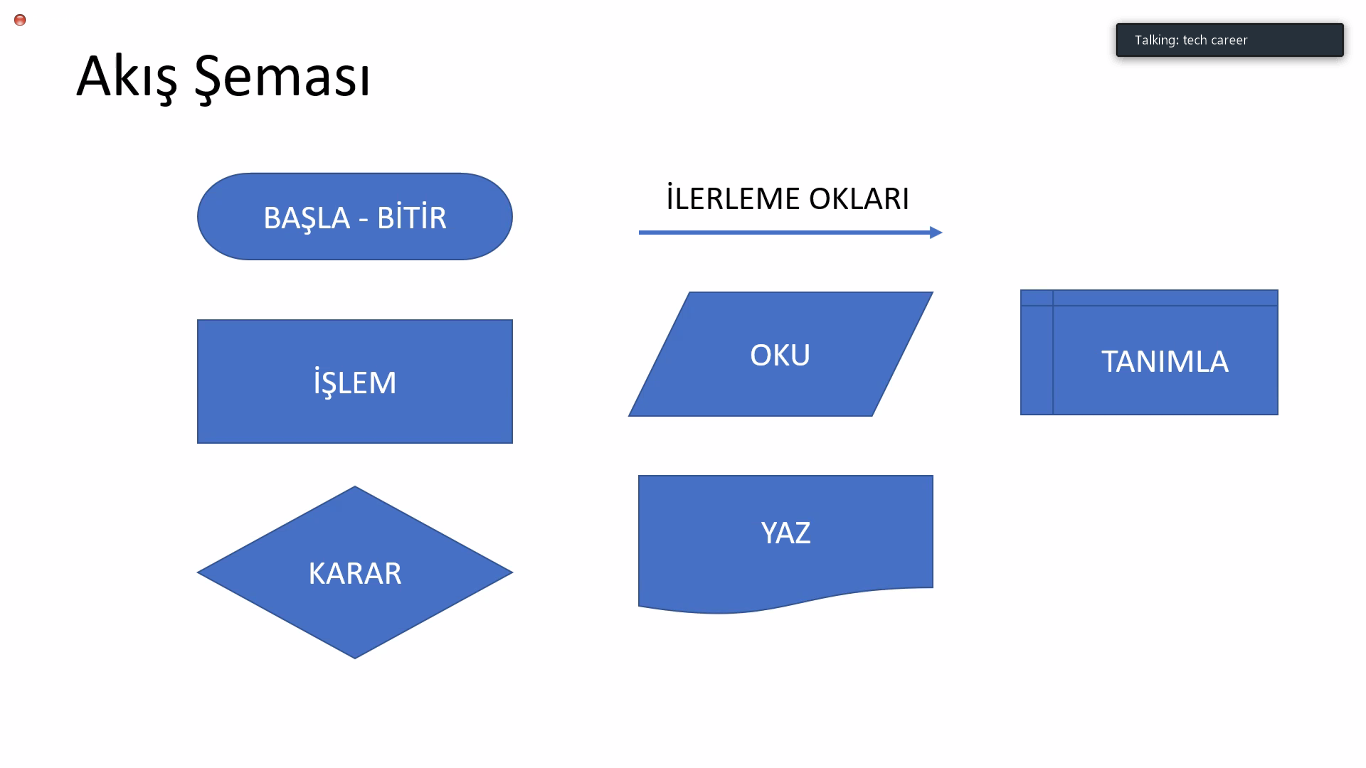 Talking: tech career
Akış Şeması
BAŞLA - BİTİR
İLERLEME OKLARI
İŞLEM
OKU
TANIMLA
KARAR
YAZ